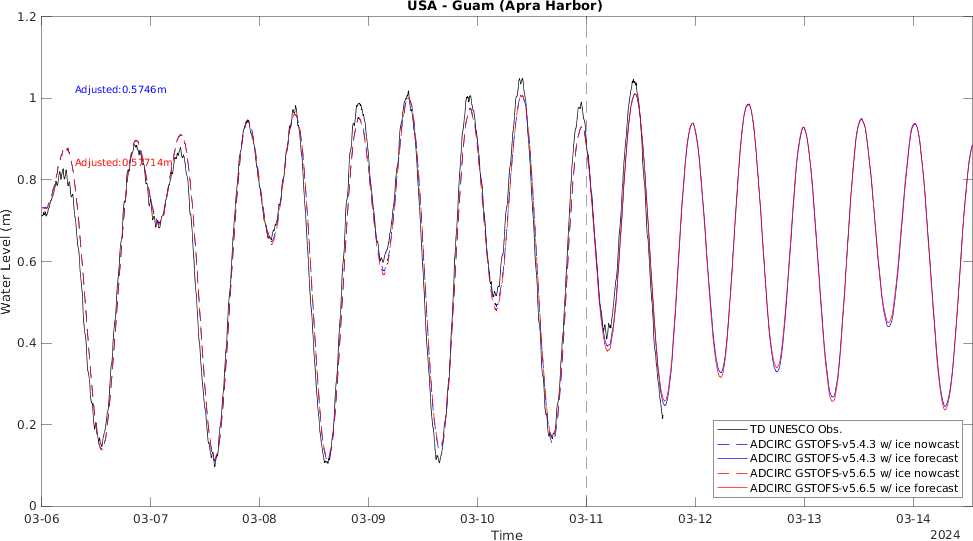 USA - Guam (Apra Harbor)
1.2
Adjusted:0.5746m
1
Adjusted:0.51714m
0.8
0.6
0.4
0.2
0
Water Level (m)
TD UNESCO Obs.
ADCIRC GSTOFS-v5.4.3 w/ ice nowcast
ADCIRC GSTOFS-v5.4.3 w/ ice forecast
ADCIRC GSTOFS-v5.6.5 w/ ice nowcast
ADCIRC GSTOFS-v5.6.5 w/ ice forecast
03-06 03-07 03-08 03-09 03-10 03-11 03-12 03-13 03-14
Time
2024